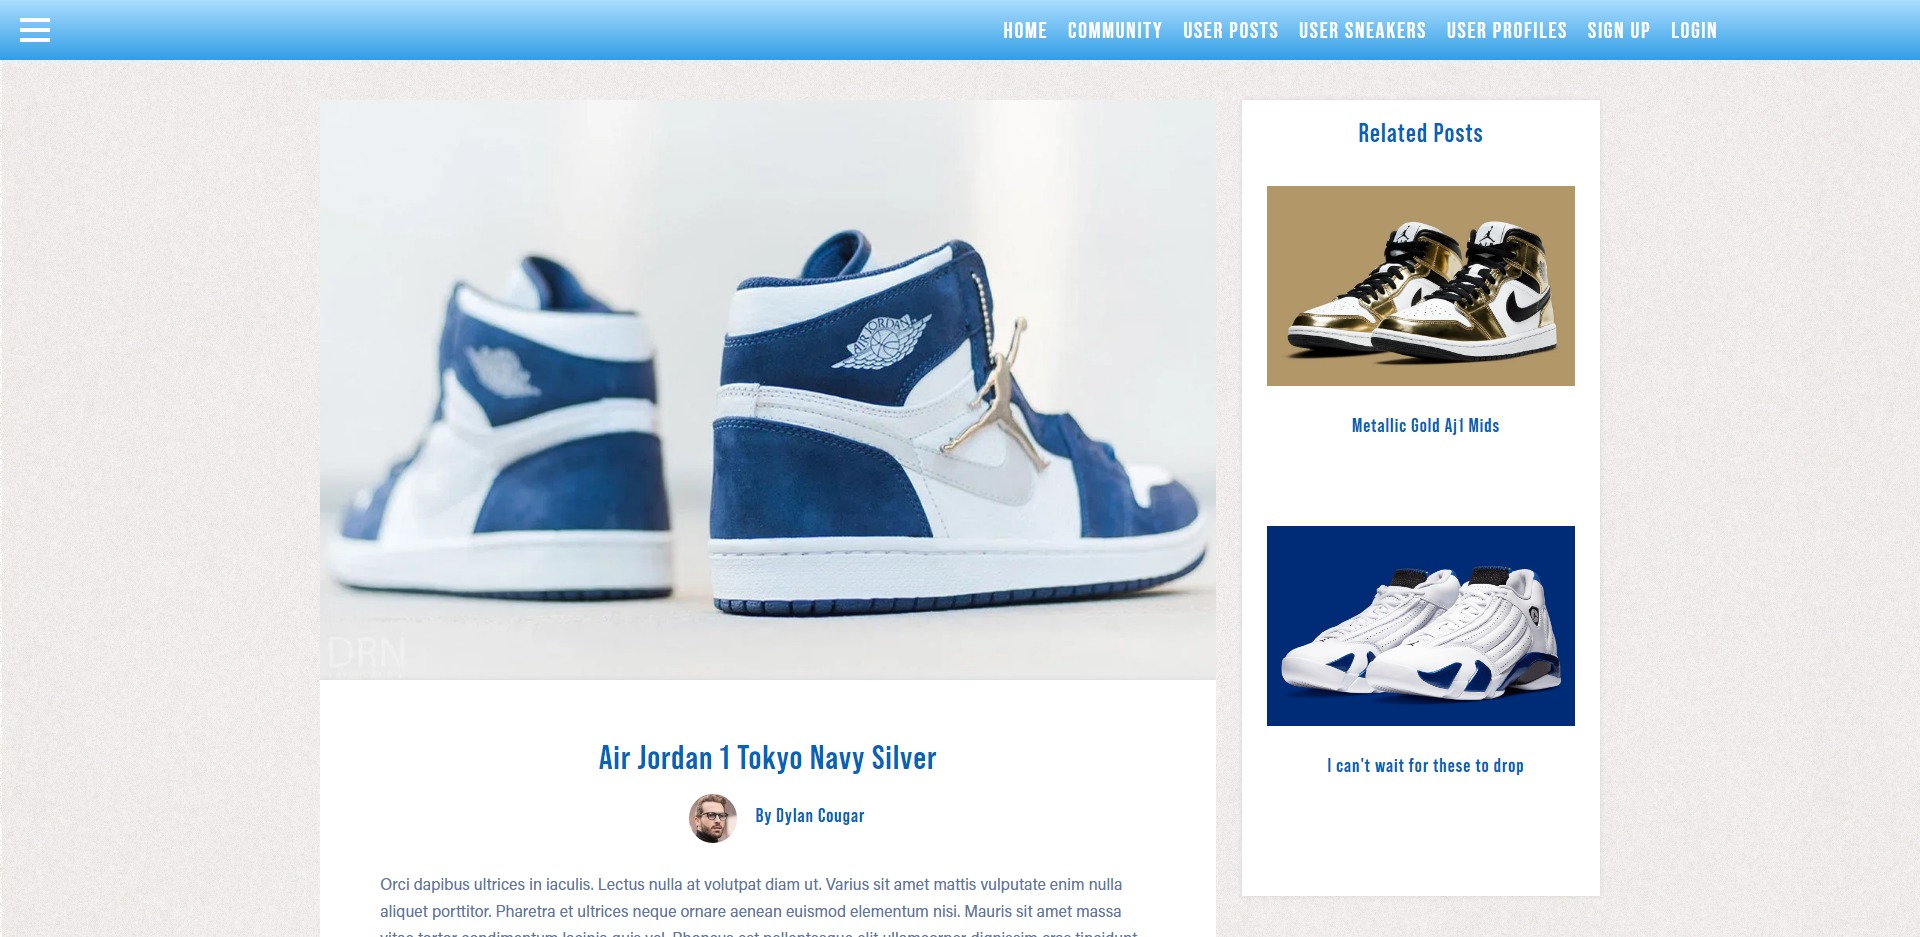 HOME COMMUNITY USER POSTS USER SNEAKERS USER PROFILES SIGN UP LOGIN
Related Posts
JORDAN
Metallic Gold Aj1 Mids
DRN
I can't wait for these to drop
Air Jordan 1 Tokyo Navy Silver
By Dylan Cougar
Orci dapibus ultrices in iaculis. Lectus nulla at volutpat diam ut. Varius sit amet mattis vulputate enim nulla
aliquet porttitor. Pharetra et ultrices neque ornare aenean euismod elementum nisi. Mauris sit amet massa